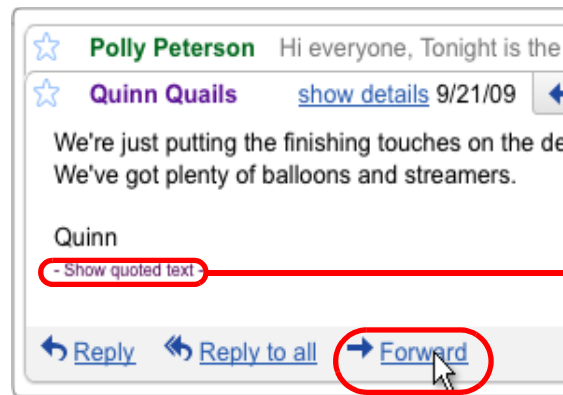 Polly Peterson Hi everyone, Tonight is the
Quinn Quails show details 9/21/09
We're just putting the finishing touches on the de
We've got plenty of balloons and streamers.
Quinn
- Show quoted text -
Reply Reply to all Forward